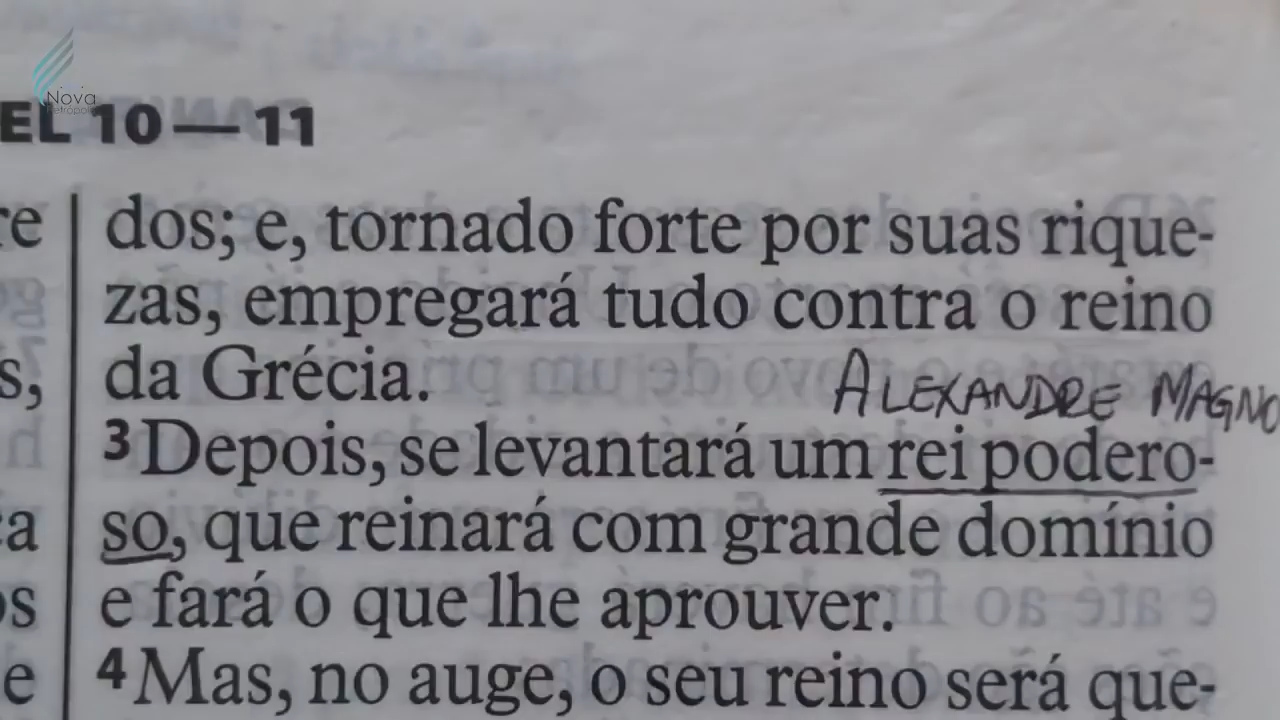 Nova
EL 10—11
re
s,
a
os
e
dos; e, tornado forte por suas rique-
zas, empregará tudo contra o reino
da Grécia.
ALEXANDRE MAGNO
3 Depois, se levantará um rei podero-
so, que reinará com grande domínio
e fará o que lhe aprouver.
4 Mas, no auge, o seu reino será que-